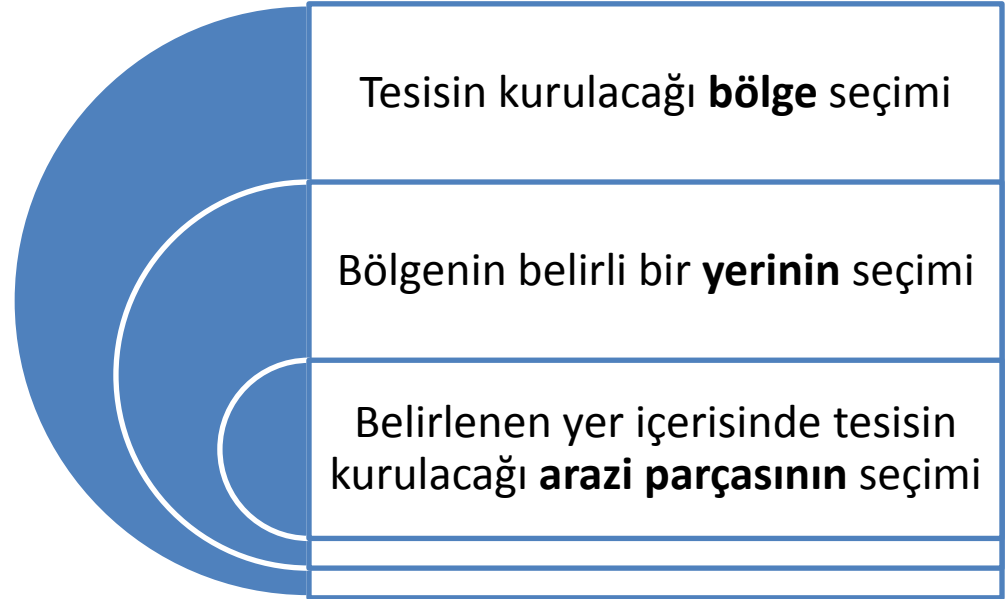 Tesisin kurulacağı bölge seçimi
Bölgenin belirli bir yerinin seçimi
Belirlenen yer içerisinde tesisin
kurulacağı arazi parçasının seçimi